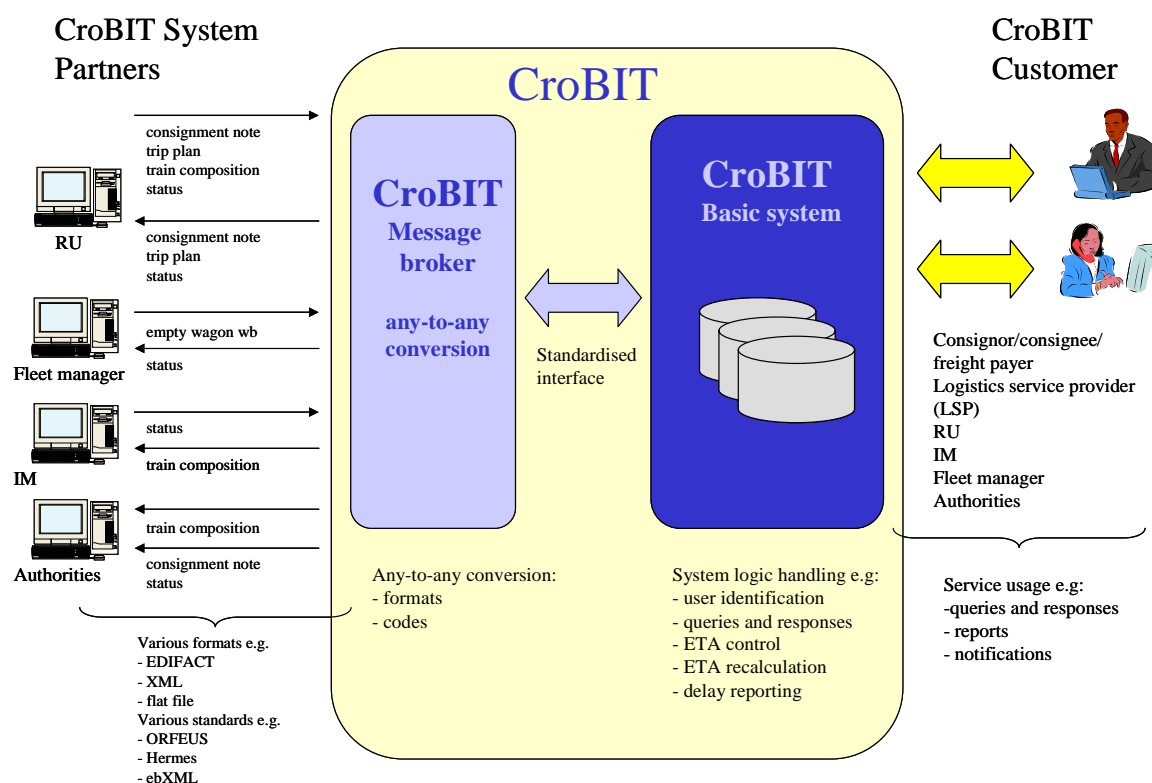 CroBIT System
Partners
consignment note
trip plan
train composition
status
RU
consignment note
trip plan
status
empty wagon wb
status
Fleet manager
status
train composition
IM
train composition
consignment note
status
Authorities
Various formats e.g.
- EDIFACT
- XML
- flat file
Various standards e.g.
- ORFEUS
- Hermes
- ebXML
CroBIT
CroBIT
Message
broker
any-to-any
conversion
Standardised
interface
CroBIT
Basic system
Any-to-any conversion:
- formats
- codes
System logic handling e.g:
- user identification
- queries and responses
- ETA control
- ETA recalculation
- delay reporting
CroBIT
Customer
Consignor/consignee/
freight payer
Logistics service provider
(LSP)
RU
IM
Fleet manager
Authorities
Service usage e.g:
-queries and responses
- reports
- notifications